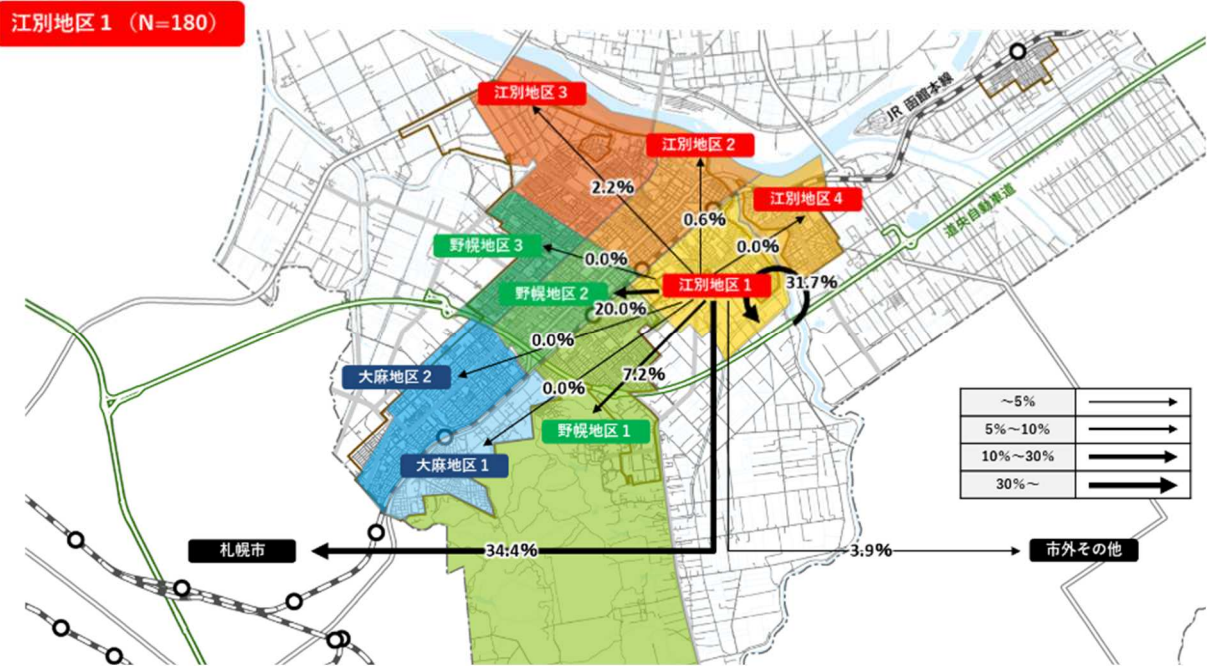 江別地区1 (N=180)
江別地区3
JR 函館本線
江別地区2
2.2%
江別地区4
0.6%
道央自動車道
野幌地区3
0.0%
0.0%
江別地区1
31.7%
野幌地区2
20.0%
0.0%
大麻地区2
7.2%
0.0%
~5%
5%~10%
野幌地区1
10%~30%
大麻地区1
30%~
札幌市
34.4%
3.9%
市外その他